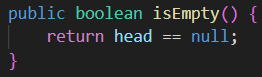 public boolean isEmpty() {
    return head == null;
}